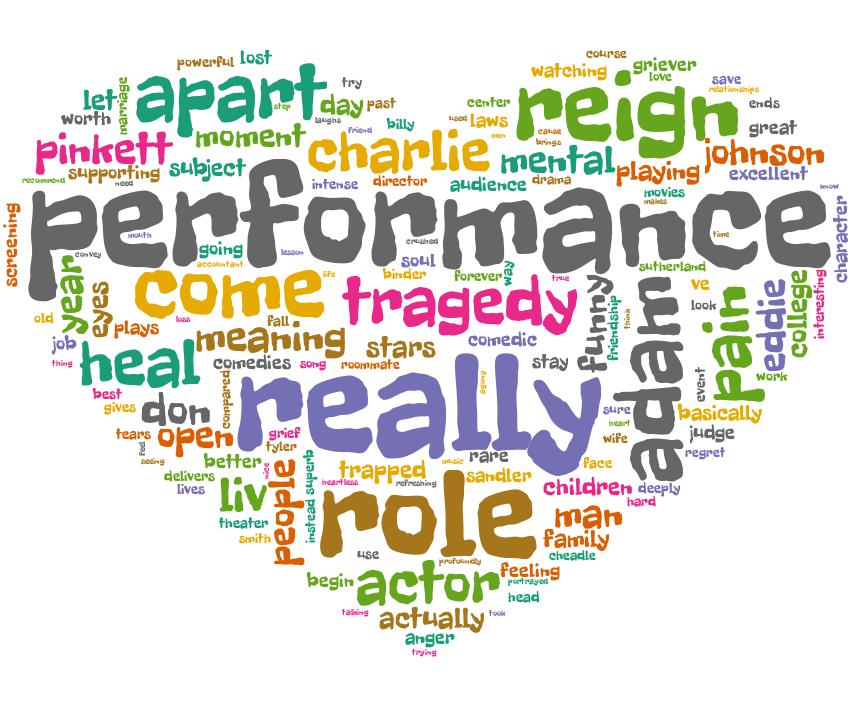 course
powerful
lost
griever
watching
love
apart
try
save
marriage
relationships
let
step
day
past
center
reign
ends
worth
laughs
billy
used
laws
men
cause
great
friend
pinkett
moment
charlie
brings
mental
johnson
supporting
subject
playing
excellent
recommend
need
intense
director
audience
drama
movies
know
makes
performance
screening
character
mouth
time
crushed
convey
going
lesson
accountant
soul
sutherland
year
come
life
binder
forever
way
true
tragedy
funny
ve
eyes
look
pain
eddie
college
interesting
old
plays
loss
fall
friendship
think
adam
job
meaning
stars
comedic
thing
heal
comedies
song
roommate
stay
event
work
best
compared
really
agony
gives
don
sure
basically
heart
tears
open
grief
wife
judge
feel
tyler
regret
seeing
better
nice
music
rare
face
delivers
people
instead
superb
trapped
sandler
lives
liv
heartless
refreshing
children
deeply
hard
theater
role
man
smith
family
use
cheadle
profoundly
feeling
begin
actor
portrayed
head
talking
actually
took
anger
trying